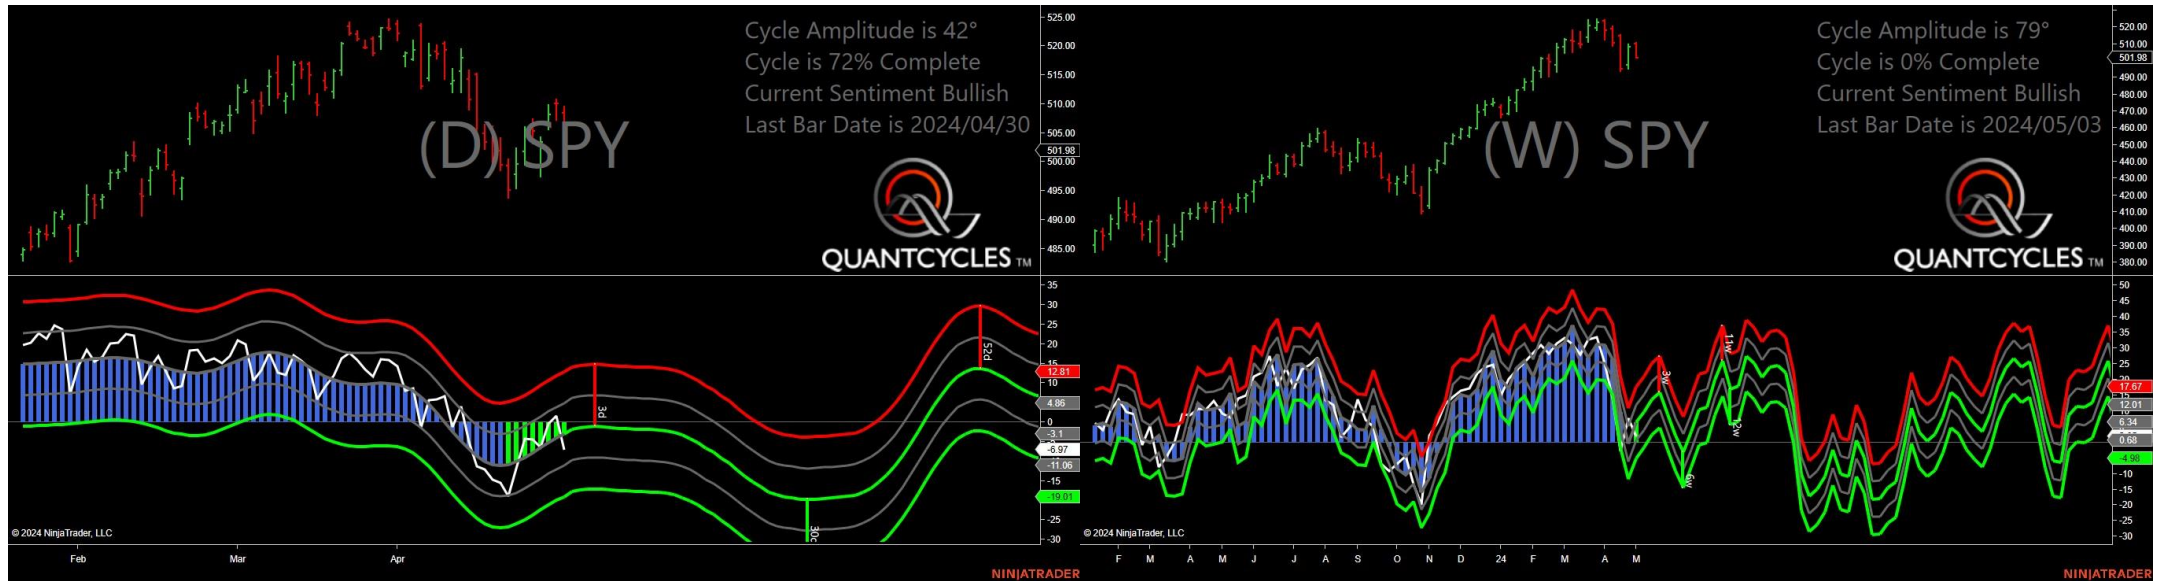 Cycle Amplitude is 42°
Cycle is 72% Complete
Current Sentiment Bullish
Last Bar Date is 2024/04/30
(D) SPY
QUANTCYCLES TM
525.00
520.00
515.00
510.00
505.00
501.98
500.00
495.00
490.00
485.00
35
30
25
20
15
12.81
10
4.86
0
-3.1
-6.97
-11.06
-15
-19.01
-25
-30
3d
30d
52d
© 2024 NinjaTrader, LLC
Feb Mar Apr
NINJATRADER
Cycle Amplitude is 79°
Cycle is 0% Complete
Current Sentiment Bullish
Last Bar Date is 2024/05/03
(W) SPY
QUANTCYCLES TM
520.00
510.00
501.98
490.00
480.00
470.00
460.00
450.00
440.00
430.00
420.00
410.00
400.00
390.00
380.00
50
45
40
35
30
25
20
17.67
15
12.01
6.34
0.68
-4.98
-10
-15
-20
-25
-30
3w
6w
11w
12w
© 2024 NinjaTrader, LLC
F M A M J J A S O N D 24 F M A M
NINJATRADER